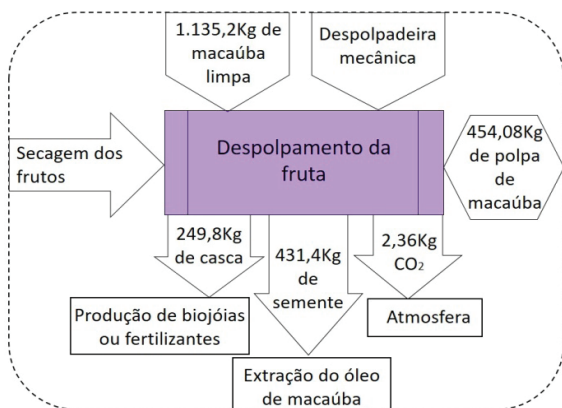 1.135,2Kg de
macaúba
limpa
Despolpadeira
mecânica
Secagem dos
frutos
Despolpamento da
fruta
454,08Kg
de polpa
de
macaúba
249,8Kg
de casca
431,4Kg
de
semente
2,36Kg
CO₂
Produção de biojóias
ou fertilizantes
Atmosfera
Extração do óleo
de macaúba